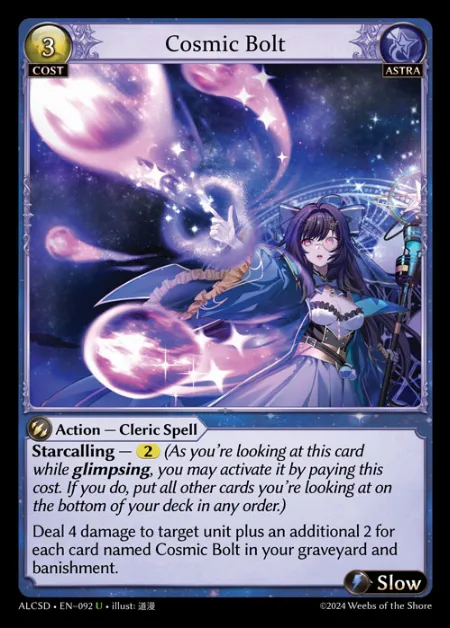 3
Cosmic Bolt
COST
ASTRA
Action — Cleric Spell
Starcalling — 2 (As you're looking at this card
while glimpsing, you may activate it by paying this
cost. If you do, put all other cards you're looking at on
the bottom of your deck in any order.)
Deal 4 damage to target unit plus an additional 2 for
each card named Cosmic Bolt in your graveyard and
banishment.
Slow
ALCSD • EN-092 U • illust: 道漫
©2024 Weebs of the Shore